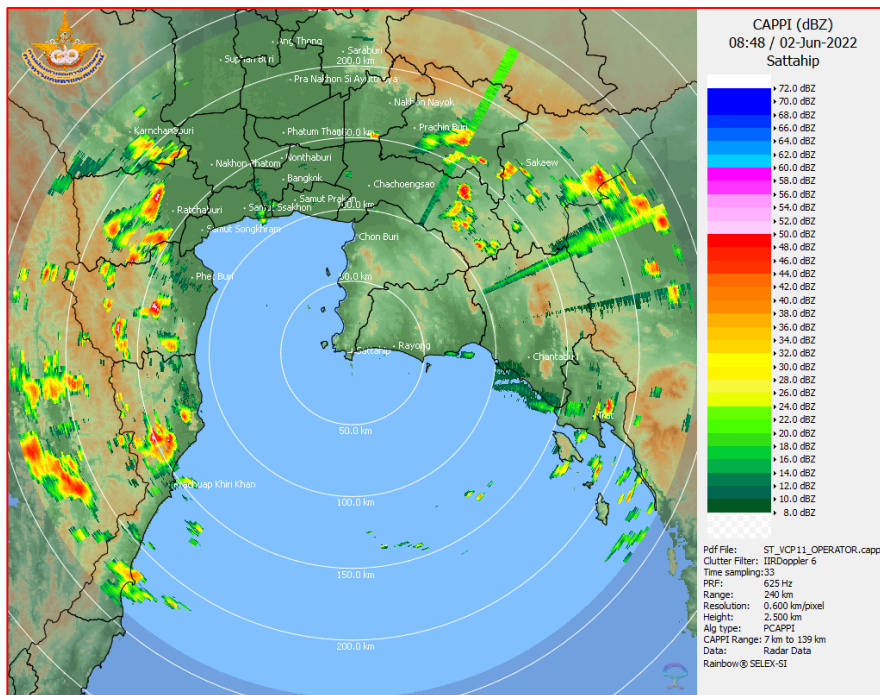 CAPPI (dBZ)
08:48 / 02-Jun-2022
Sattahip
72.0 dBZ
70.0 dBZ
68.0 dBZ
66.0 dBZ
64.0 dBZ
62.0 dBZ
60.0 dBZ
58.0 dBZ
56.0 dBZ
54.0 dBZ
52.0 dBZ
50.0 dBZ
48.0 dBZ
46.0 dBZ
44.0 dBZ
42.0 dBZ
40.0 dBZ
38.0 dBZ
36.0 dBZ
34.0 dBZ
32.0 dBZ
30.0 dBZ
28.0 dBZ
26.0 dBZ
24.0 dBZ
22.0 dBZ
20.0 dBZ
18.0 dBZ
16.0 dBZ
14.0 dBZ
12.0 dBZ
10.0 dBZ
8.0 dBZ
Pdf File: ST_VCP11_OPERATOR.capp
Clutter Filter: IIRDoppler 6
Time sampling:33
PRF: 625 Hz
Range: 240 km
Resolution: 0.600 km/pixel
Height: 2.500 km
Alg type: PCAPPI
CAPPI Range: 7 km to 139 km
Data: Radar Data
Rainbow® SELEX-SI
Ang Thong
Saraburi
Suphan Buri
200.0 km
Pra Nakhon Si Ayutthaya
Nakhon Nayok
Karnchanaburi
Phatum Thani
Prachin Buri
Nonthaburi
Nakhon Phatom
Sakaew
Bangkok
Chachoengsao
Samut Prakan
Ratchaburi
Samut Ssakhon
100.0 km
Samut Songkhram
Chon Buri
Phet Buri
50.0 km
Rayong
Sattahip
Chantaburi
Trat
50.0 km
Prachuap Khiri Khan
100.0 km
150.0 km
200.0 km